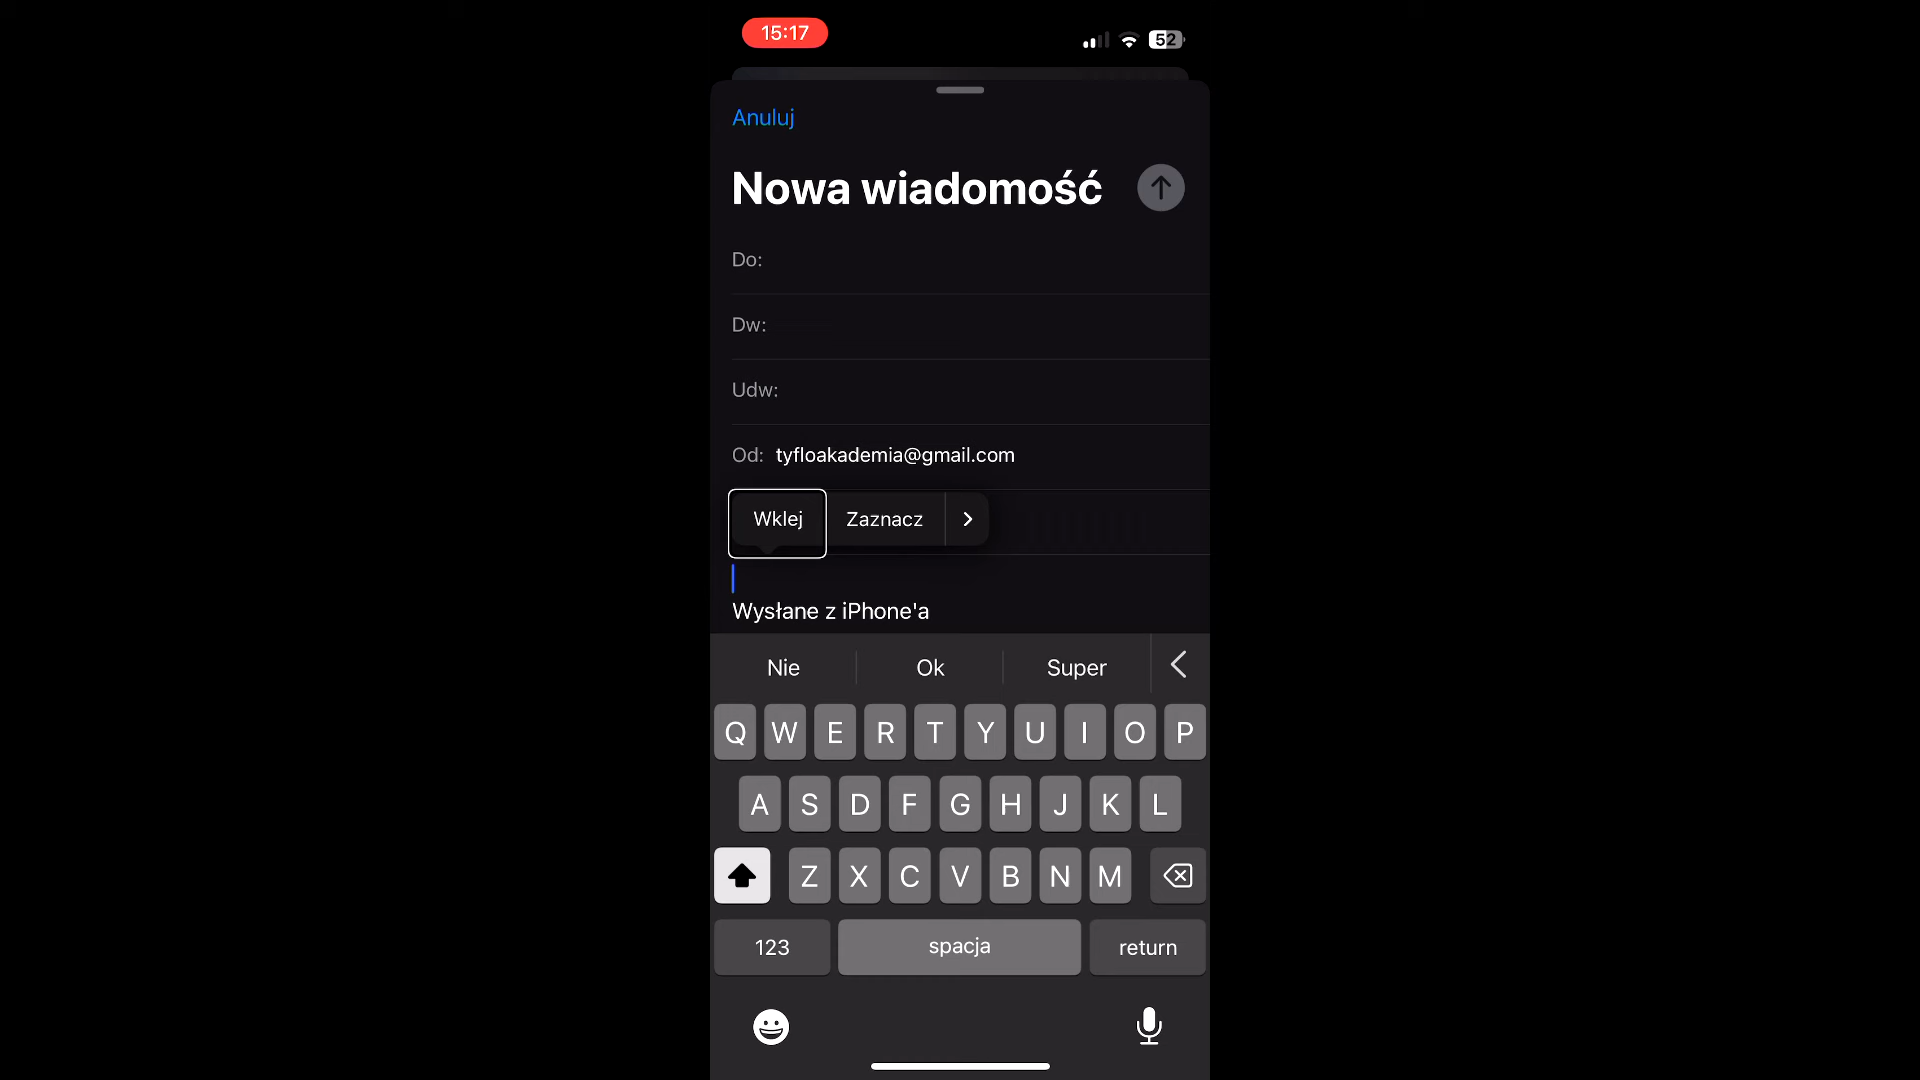 15:17
52
Anuluj
Nowa wiadomość
Do:
Dw:
Udw:
Od: tyfloakademia@gmail.com
Wklej Zaznacz
Wysłane z iPhone'a
Nie Ok Super
Q W E R T Y U I O P
A S D F G H J K L
Z X C V B N M
123 spacja return